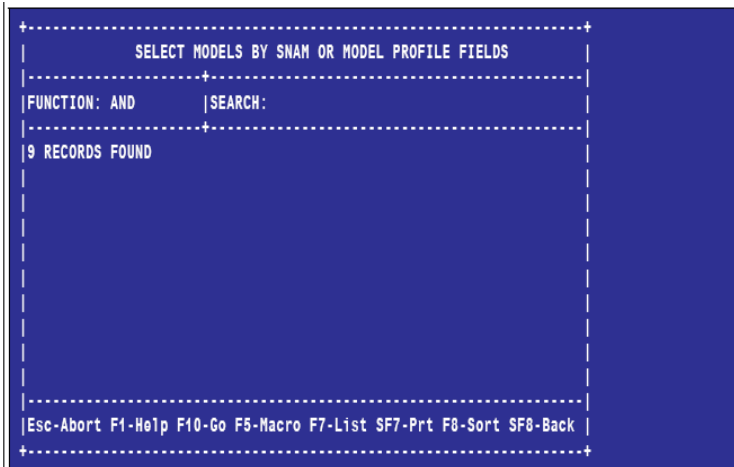 SELECT MODELS BY SNAM OR MODEL PROFILE FIELDS
FUNCTION: AND |SEARCH:
9 RECORDS FOUND
Esc-Abort F1-Help F10-Go F5-Macro F7-List SF7-Prt F8-Sort SF8-Back